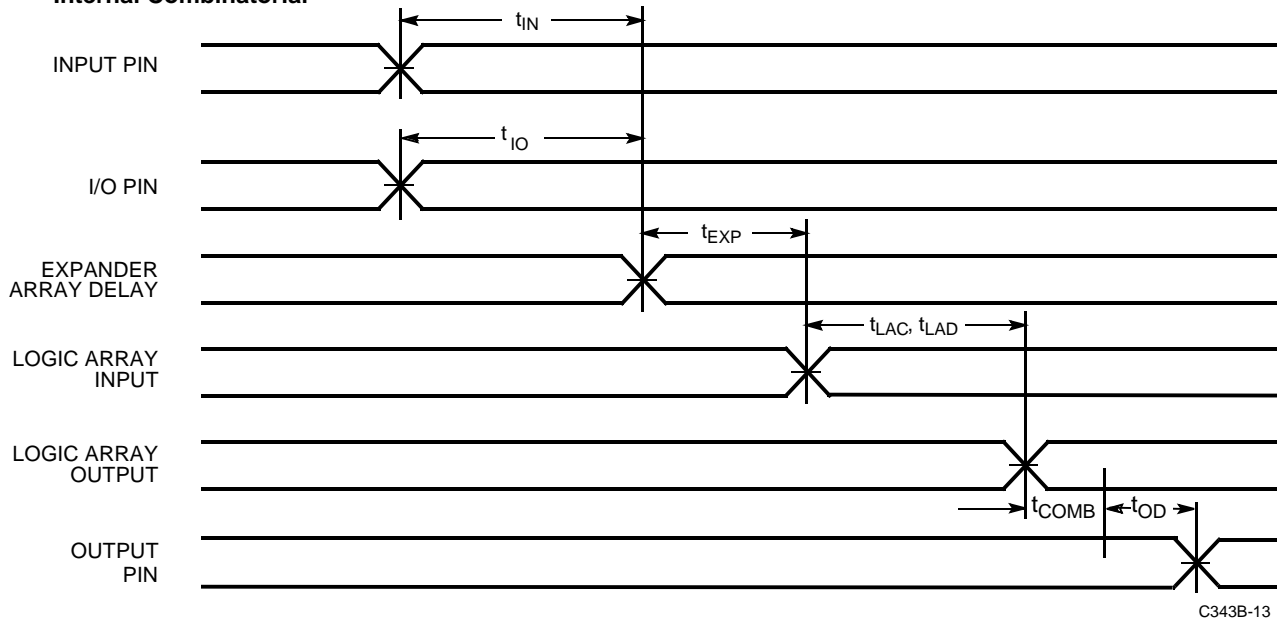 Internal Combinatorial
tIN
INPUT PIN
t IO
I/O PIN
tEXP
EXPANDER
ARRAY DELAY
tLAC, tLAD
LOGIC ARRAY
INPUT
LOGIC ARRAY
OUTPUT
tCOMB
tOD
OUTPUT
PIN
C343B-13